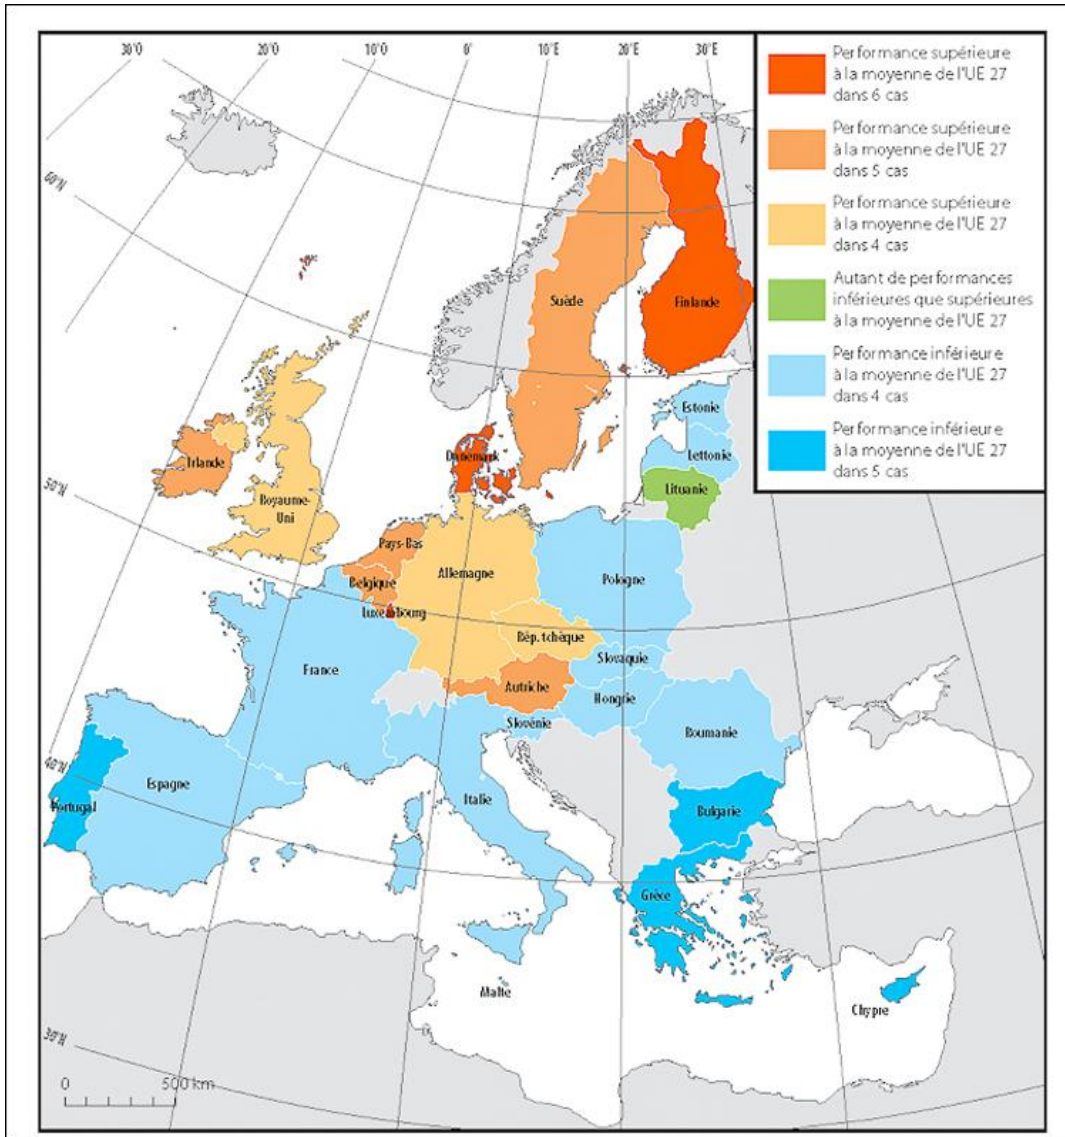 30°O
20°O
10°O
0°
10°E
20°E
30°E
Performance supérieure
à la moyenne de l'UE 27
dans 6 cas
Performance supérieure
à la moyenne de l'UE 27
dans 5 cas
Performance supérieure
à la moyenne de l'UE 27
dans 4 cas
Autant de performances
inférieures que supérieures
à la moyenne de l'UE 27
Performance inférieure
à la moyenne de l'UE 27
dans 4 cas
Performance inférieure
à la moyenne de l'UE 27
dans 5 cas
60°N
Suède
Finlande
Estonie
Lettonie
Lituanie
Danemark
Irlande
Royaume-
Uni
50°N
Pays-Bas
Belgique
Luxembourg
Allemagne
Pologne
Rép. tchèque
Slovaquie
France
Autriche
Hongrie
Slovénie
Roumanie
40°N
Espagne
Portugal
Italie
Bulgarie
Grèce
Malte
Chypre
30°N
0
500 km